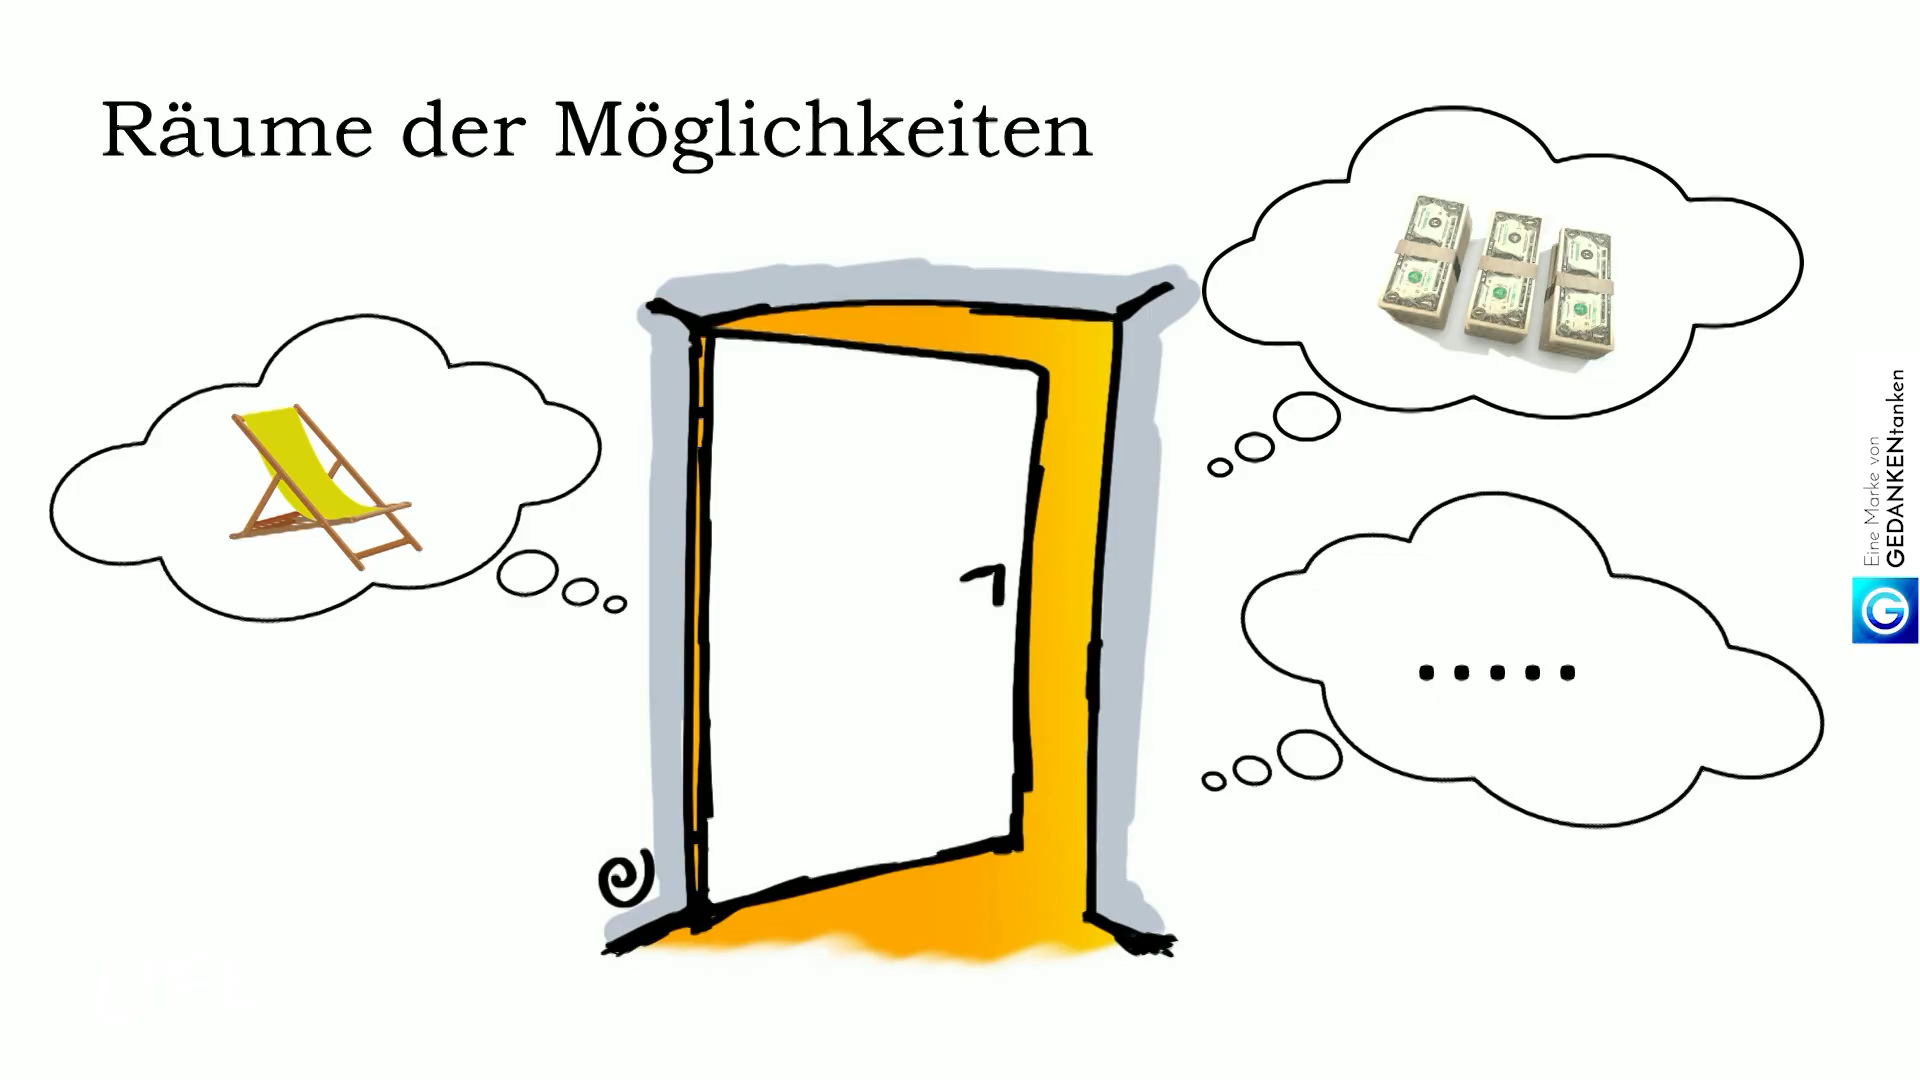 Räume der Möglichkeiten
.....
Eine Marke von
GEDANKENtanken
G